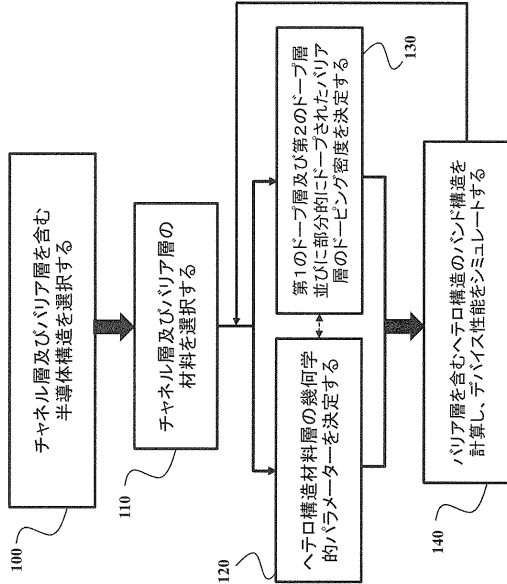 チャネル層及びバリア層を含む
半導体構造を選択する
100
チャネル層及びバリア層の
材料を選択する
110
ヘテロ構造材料層の幾何学
的パラメーターを決定する
120
第1のドープ層及び第2のドープ層
並びに部分的にドープされたバリア
層のドーピング密度を決定する
130
バリア層を含むヘテロ構造のバンド構造を
計算し、デバイス性能をシミュレートする
140